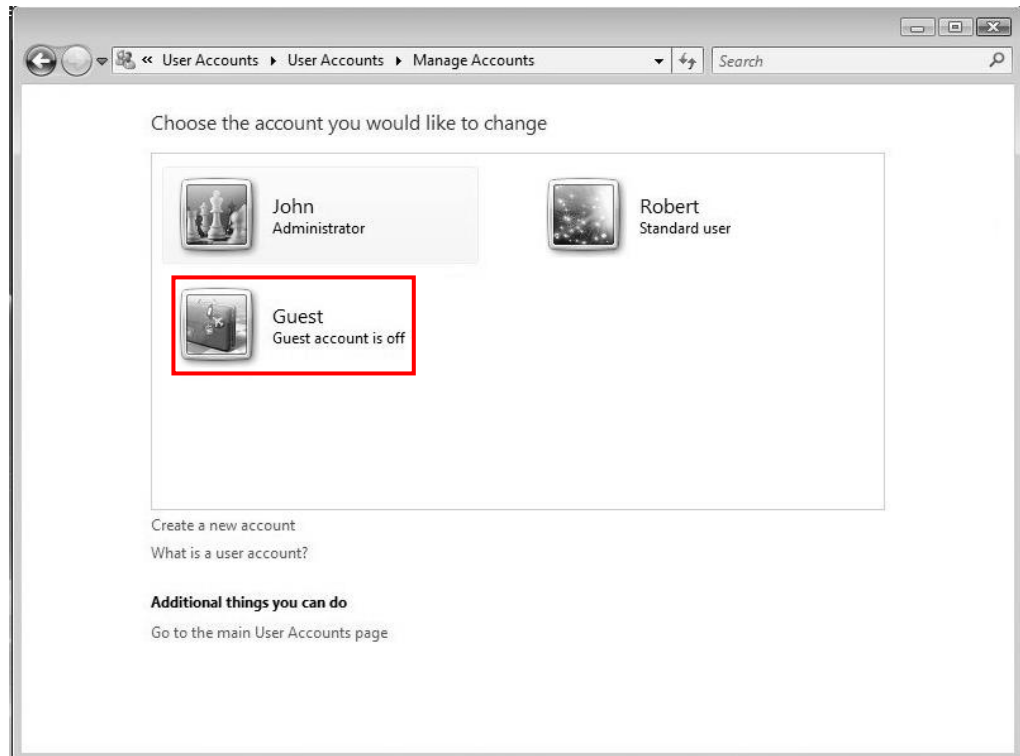 « User Accounts ▸ User Accounts ▸ Manage Accounts
Search
Choose the account you would like to change
John
Administrator
Robert
Standard user
Guest
Guest account is off
Create a new account
What is a user account?
Additional things you can do
Go to the main User Accounts page